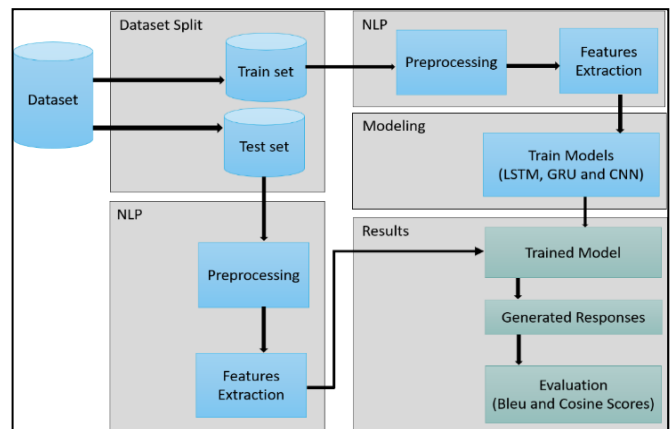 Dataset Split
Dataset
Train set
Test set
NLP
Preprocessing
Features
Extraction
NLP
Preprocessing
Features
Extraction
Modeling
Train Models
(LSTM, GRU and CNN)
Results
Trained Model
Generated Responses
Evaluation
(Bleu and Cosine Scores)